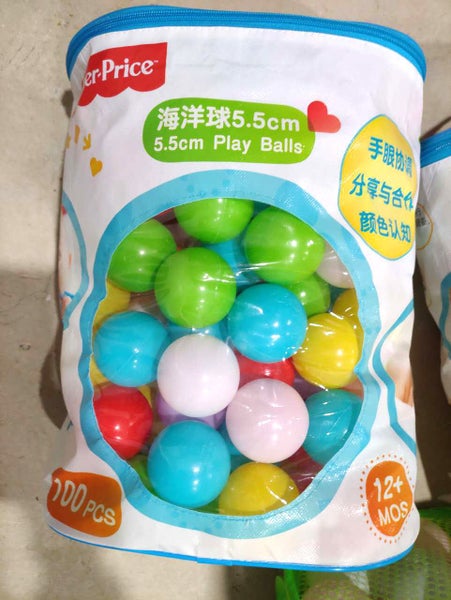 er-Price
海洋球5.5cm
5.5cm Play Balls
手眼协调
分享与合作
颜色认知
100 PCS
12+
MOS